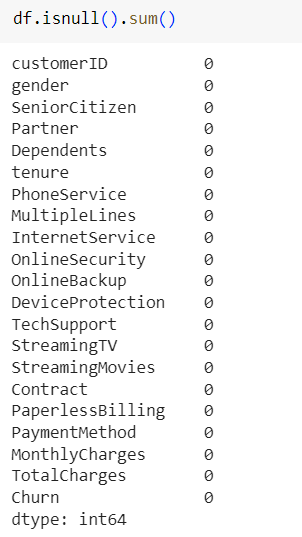 df.isnull().sum()
customerID 0
gender 0
SeniorCitizen 0
Partner 0
Dependents 0
tenure 0
PhoneService 0
MultipleLines 0
InternetService 0
OnlineSecurity 0
OnlineBackup 0
DeviceProtection 0
TechSupport 0
StreamingTV 0
StreamingMovies 0
Contract 0
PaperlessBilling 0
PaymentMethod 0
MonthlyCharges 0
TotalCharges 0
Churn 0
dtype: int64